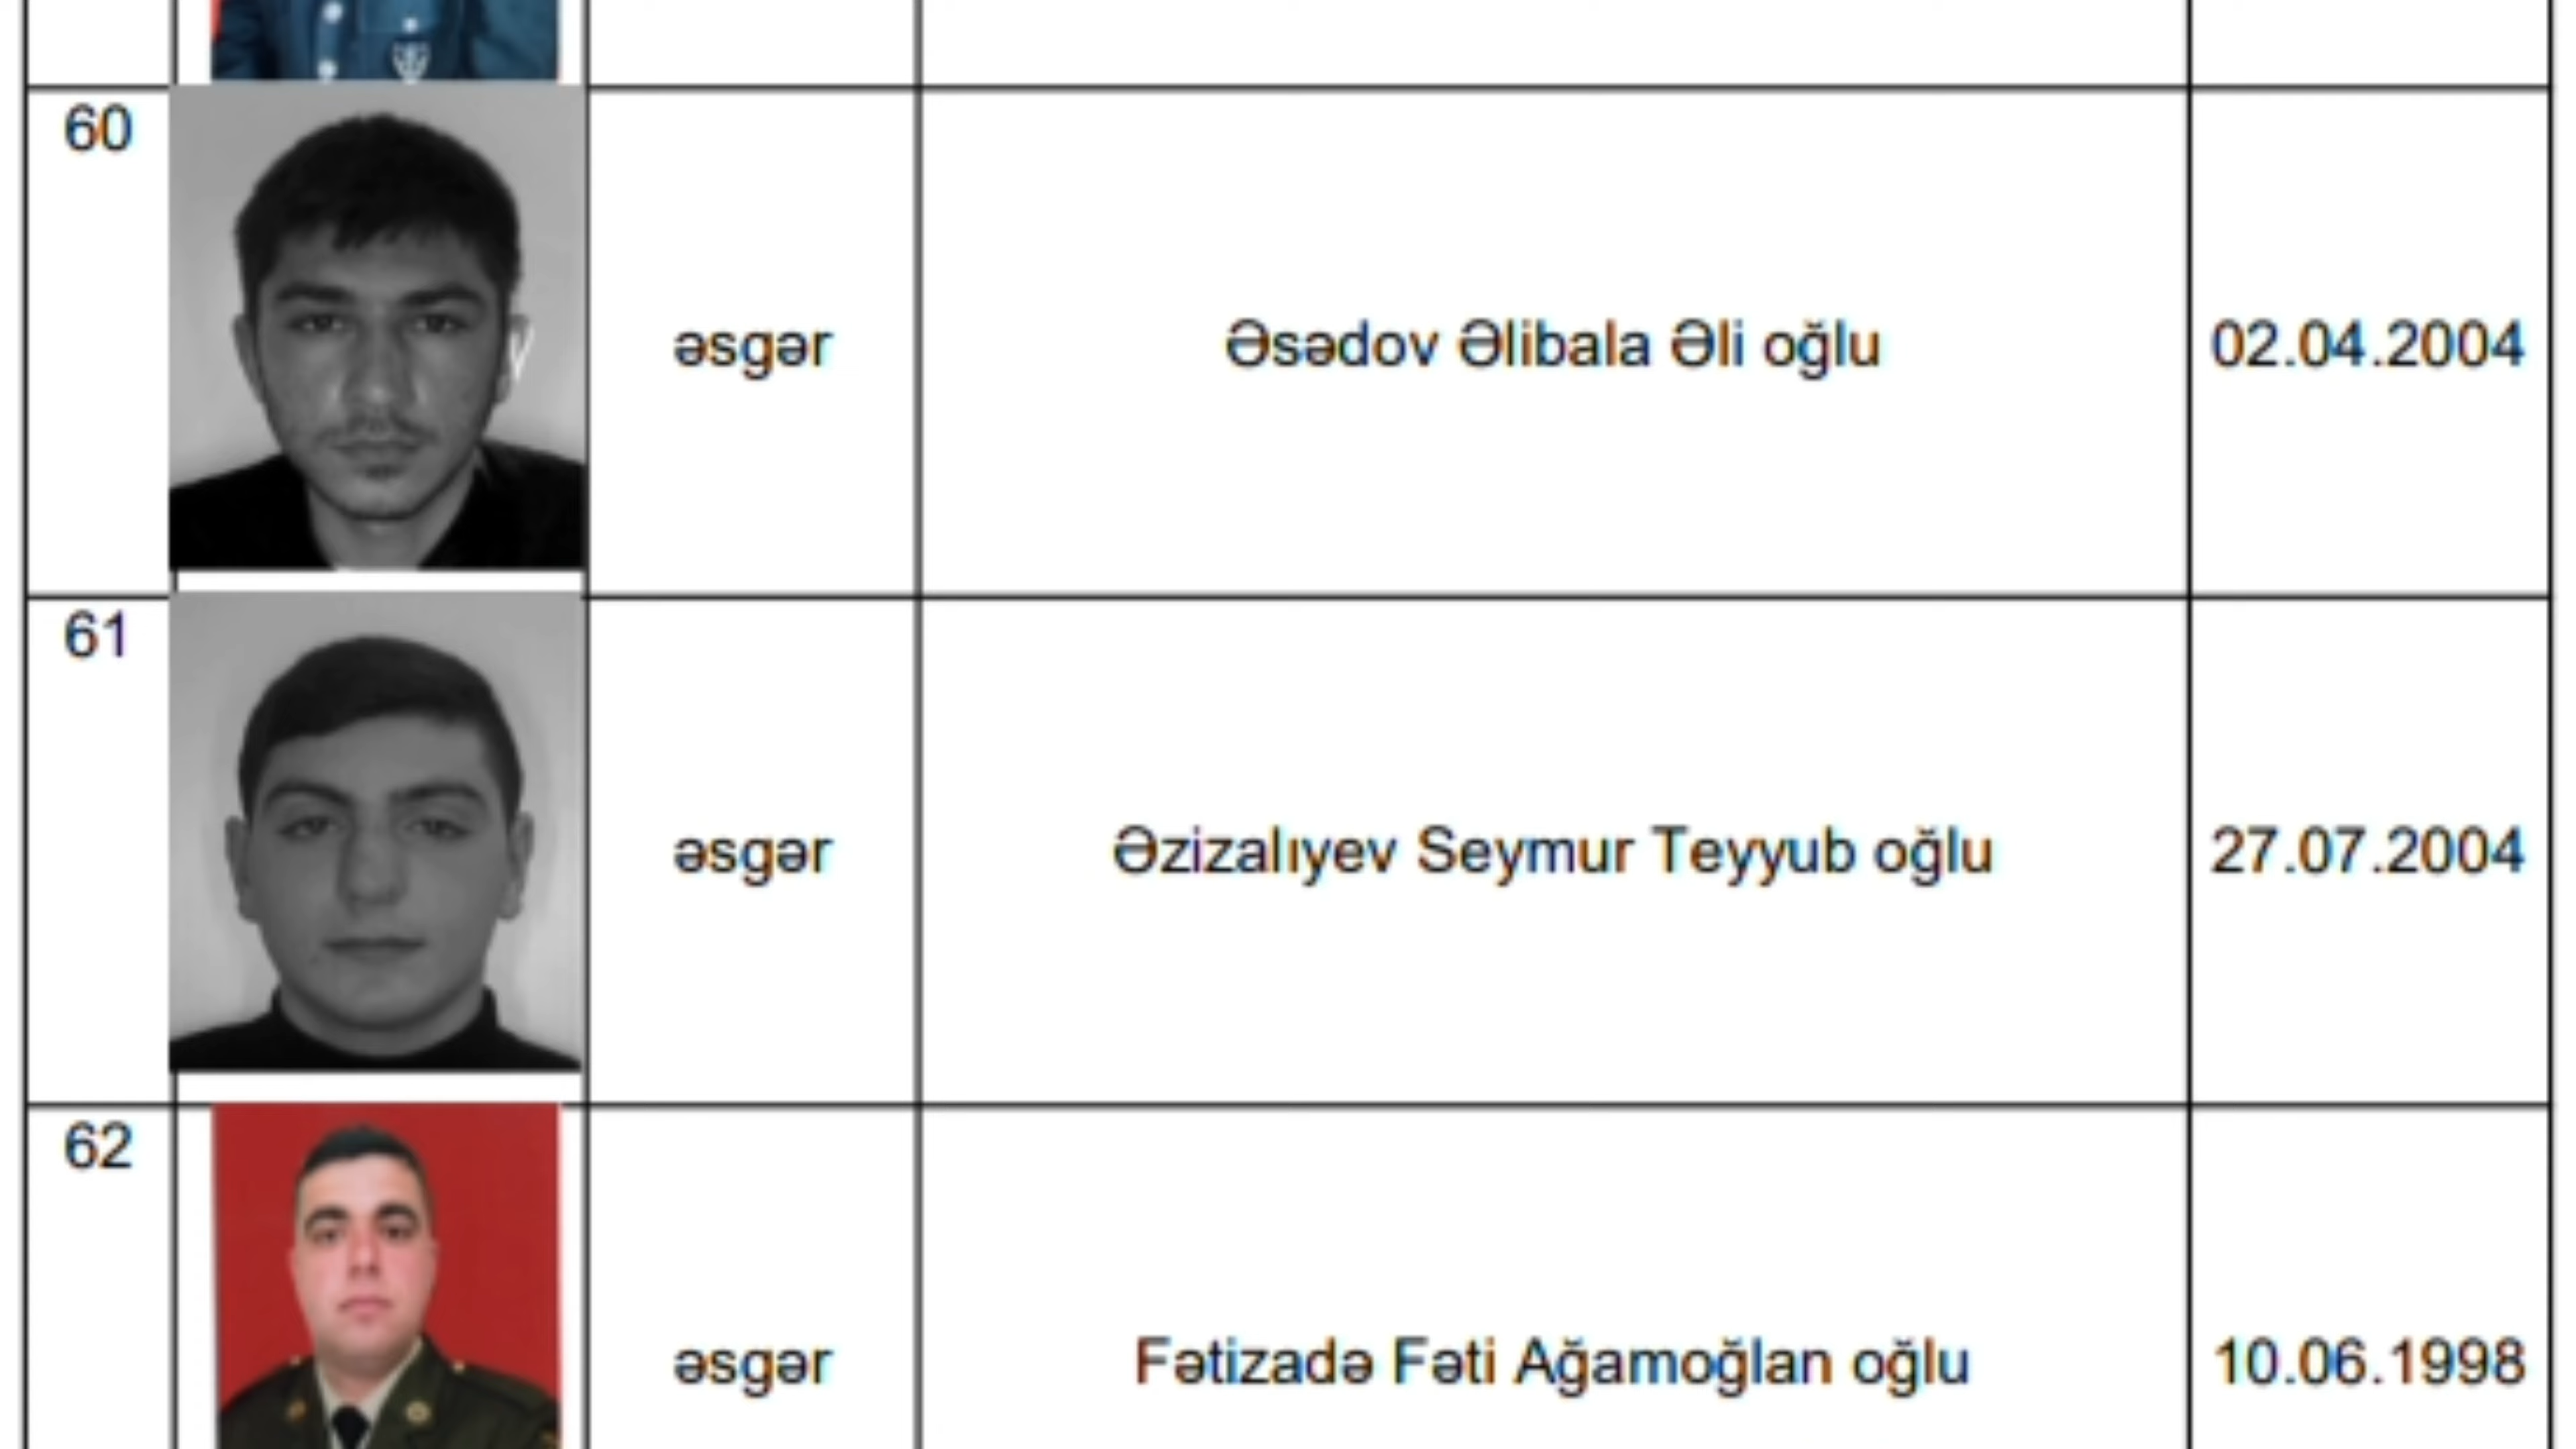 60
əsgər
Əsədov Əlibala Əli oğlu
02.04.2004
61
əsgər
Əzizalıyev Seymur Teyyub oğlu
27.07.2004
62
əsgər
Fətizadə Fəti Ağamoğlan oğlu
10.06.1998